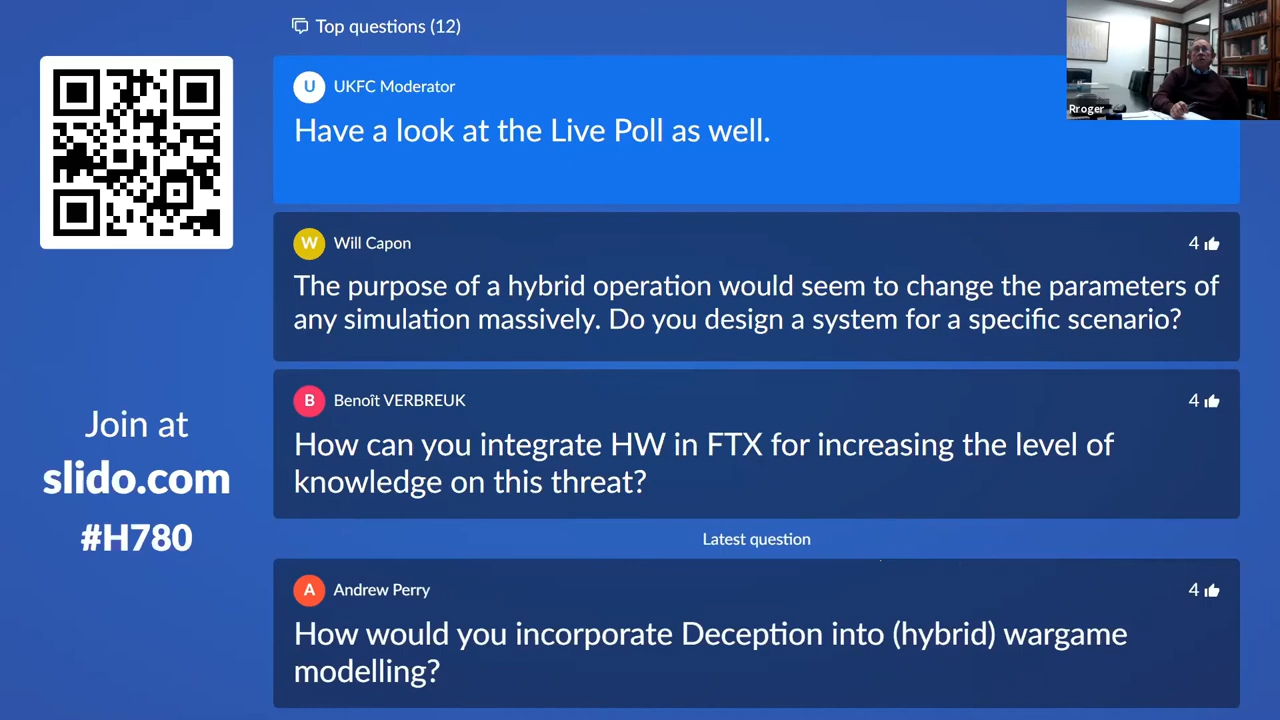 Top questions (12)
U
UKFC Moderator
Have a look at the Live Poll as well.
Rroger
W
Will Capon
4
The purpose of a hybrid operation would seem to change the parameters of
any simulation massively. Do you design a system for a specific scenario?
B
Benoît VERBREUK
4
How can you integrate HW in FTX for increasing the level of
knowledge on this threat?
Latest question
A
Andrew Perry
4
How would you incorporate Deception into (hybrid) wargame
modelling?
Join at
slido.com
#H780